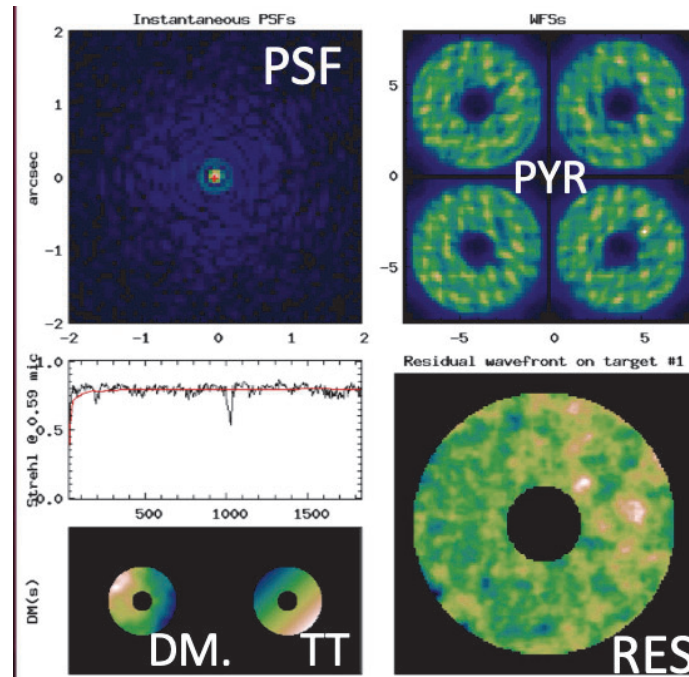 Instantaneous PSFs
WFSs
PSF
PYR
arcsec
2
1
0
-1
-2
-2
-1
0
1
2
5
0
-5
-5
0
5
Strehl @ 0.59 mic
1.0
0.5
0.0
500
1000
1500
Residual wavefront on target #1
DM(s)
DM.
TT
RES